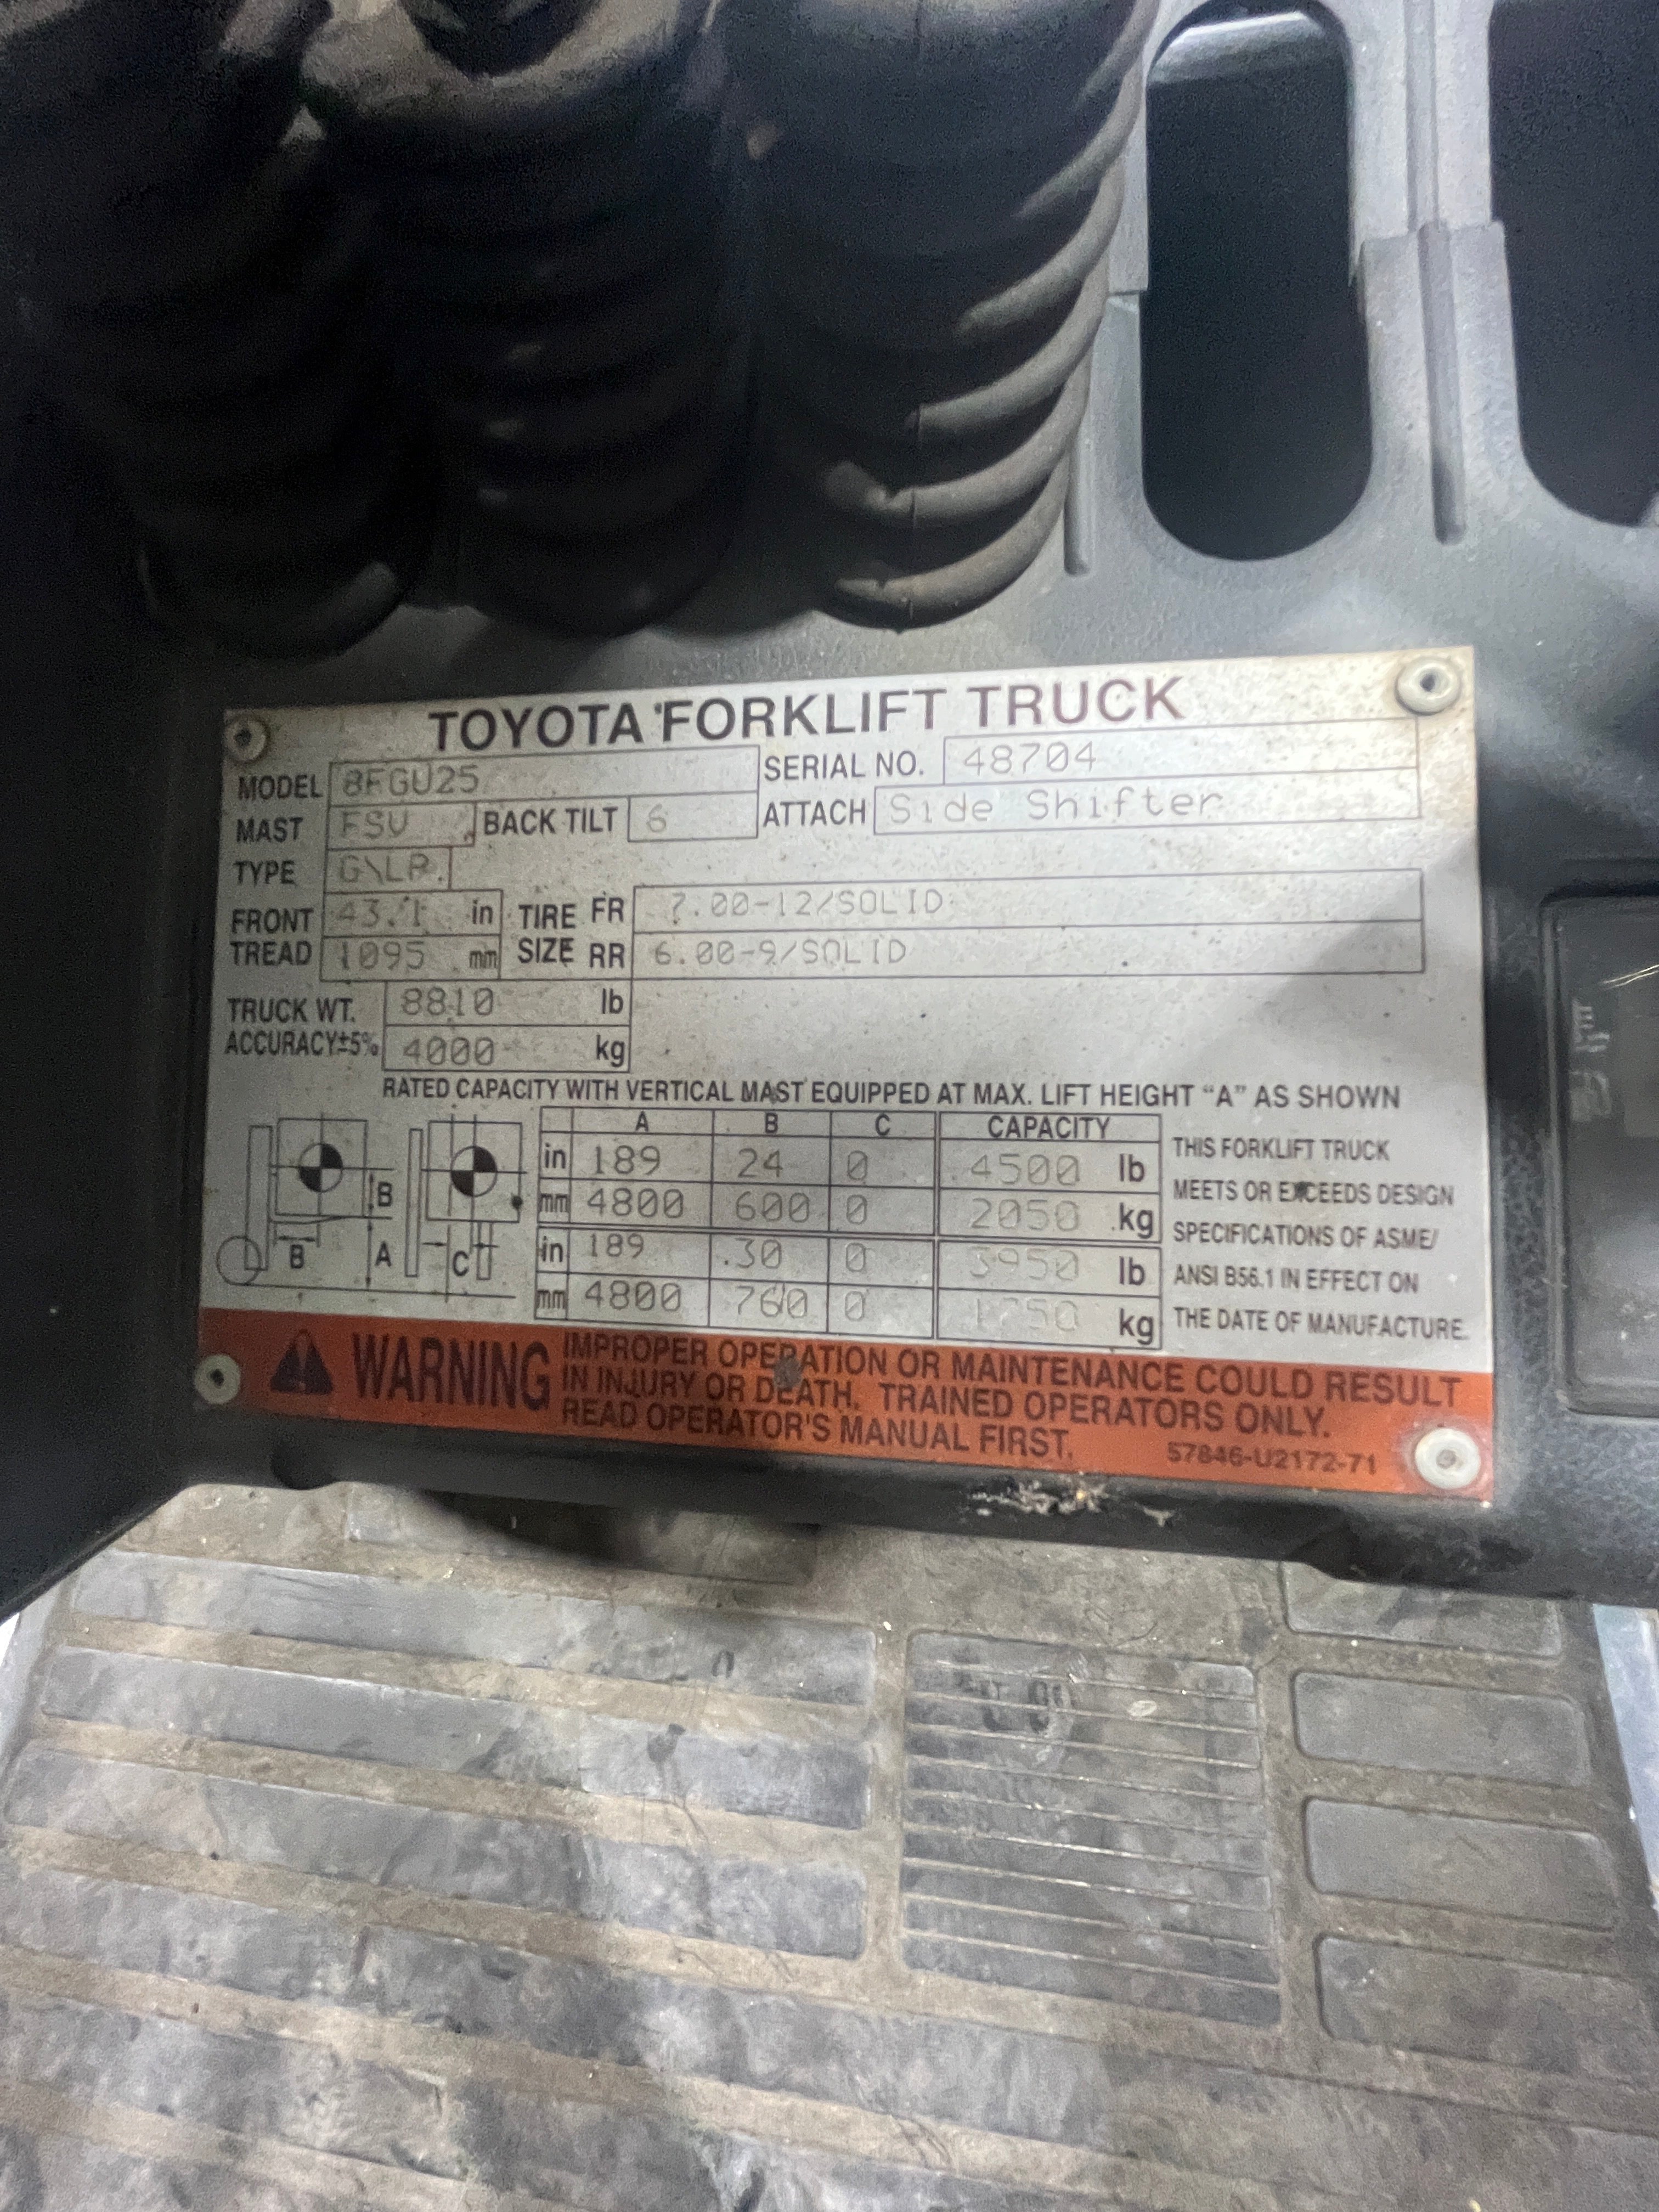 TOYOTA FORKLIFT TRUCK
MODEL 8FGU25 SERIAL NO. 48704
MAST FSV BACK TILT 6 ATTACH Side Shifter
TYPE G\LP.
FRONT TREAD 43.1 in TIRE SIZE FR 7.00-12/SOLID
1095 mm RR 6.00-9/SOLID
TRUCK WT. 8810 lb
ACCURACY±5% 4000 kg
RATED CAPACITY WITH VERTICAL MAST EQUIPPED AT MAX. LIFT HEIGHT "A" AS SHOWN
A B C CAPACITY
in 189 24 0 4500 lb
mm 4800 600 0 2050 kg
in 189 30 0 3950 lb
mm 4800 760 0 1750 kg
B B A C
THIS FORKLIFT TRUCK
MEETS OR EXCEEDS DESIGN
SPECIFICATIONS OF ASME/
ANSI B56.1 IN EFFECT ON
THE DATE OF MANUFACTURE.
WARNING
IMPROPER OPERATION OR MAINTENANCE COULD RESULT
IN INJURY OR DEATH. TRAINED OPERATORS ONLY.
READ OPERATOR'S MANUAL FIRST.
57846-U2172-71